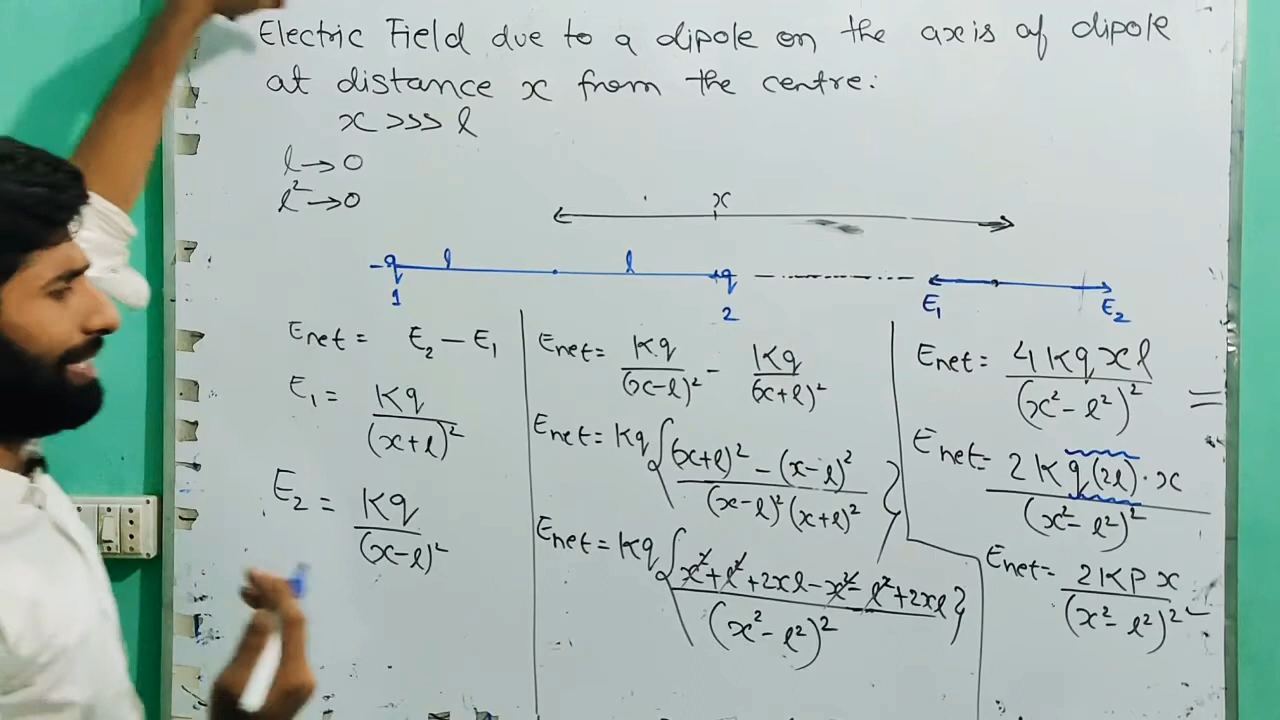 Electric Field due to a dipole on the axis of dipole
at distance x from the centre:
x >>> l
l → 0
l² → 0
x
-q l l +q
1 2 E₁ E₂
Enet = E₂ - E₁
E₁ = Kq/(x+l)²
E₂ = Kq/(x-l)²
Enet = Kq/(x-l)² - Kq/(x+l)²
Enet = Kq{(x+l)² - (x-l)²/(x-l)²(x+l)²}
Enet = Kq{x²+l²+2xl-x²-l²+2xl/(x²-l²)²}
Enet = 4Kqxl/(x²-l²)²
Enet = 2Kq(2l)·x/(x²-l²)²
Enet = 2KPx/(x²-l²)²